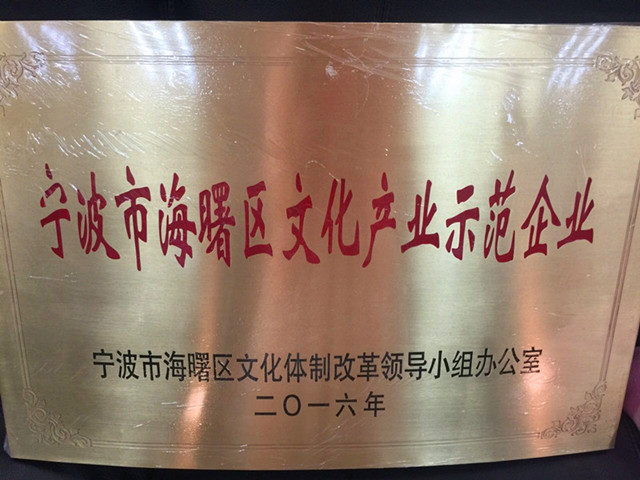 宁波市海曙区文化产业示范企业
宁波市海曙区文化体制改革领导小组办公室
二〇一六年